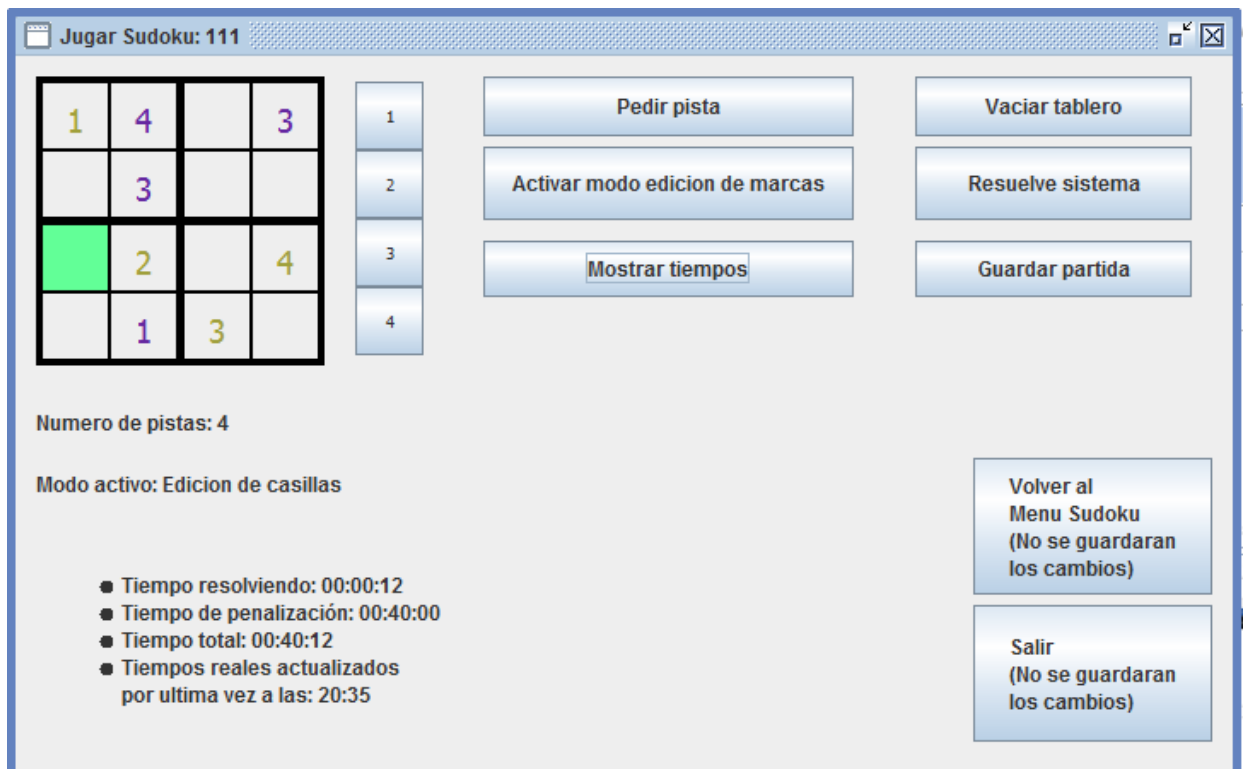 Jugar Sudoku: 111
1 4 3
3
2 4
1 3
1
2
3
4
Pedir pista
Activar modo edicion de marcas
Mostrar tiempos
Vaciar tablero
Resuelve sistema
Guardar partida
Numero de pistas: 4
Modo activo: Edicion de casillas
Tiempo resolviendo: 00:00:12
Tiempo de penalización: 00:40:00
Tiempo total: 00:40:12
Tiempos reales actualizados
por ultima vez a las: 20:35
Volver al
Menu Sudoku
(No se guardaran
los cambios)
Salir
(No se guardaran
los cambios)